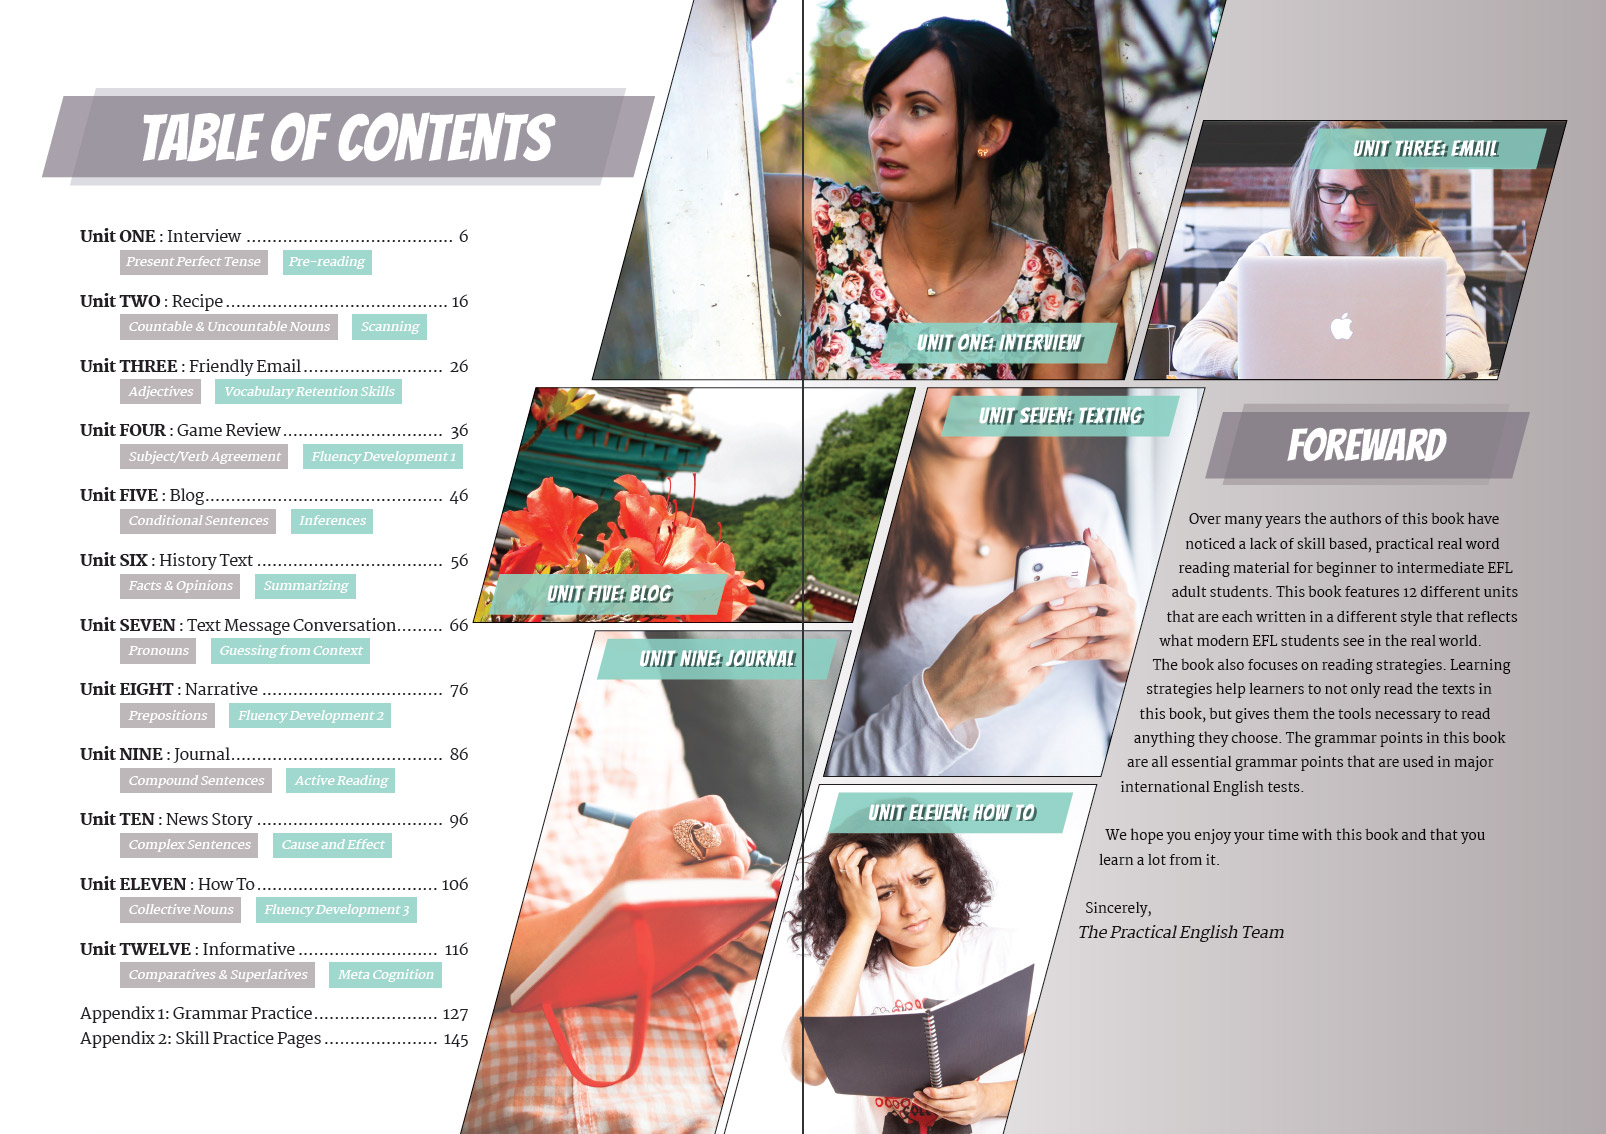 TABLE OF CONTENTS
Unit ONE : Interview ....................................... 6
Present Perfect Tense Pre-reading
Unit TWO : Recipe .......................................... 16
Countable & Uncountable Nouns Scanning
Unit THREE : Friendly Email ........................... 26
Adjectives Vocabulary Retention Skills
Unit FOUR : Game Review ............................... 36
Subject/Verb Agreement Fluency Development 1
Unit FIVE : Blog ............................................. 46
Conditional Sentences Inferences
Unit SIX : History Text ................................... 56
Facts & Opinions Summarizing
Unit SEVEN : Text Message Conversation ......... 66
Pronouns Guessing from Context
Unit EIGHT : Narrative .................................. 76
Prepositions Fluency Development 2
Unit NINE : Journal ........................................ 86
Compound Sentences Active Reading
Unit TEN : News Story ................................... 96
Complex Sentences Cause and Effect
Unit ELEVEN : How To .................................. 106
Collective Nouns Fluency Development 3
Unit TWELVE : Informative .......................... 116
Comparatives & Superlatives Meta Cognition
Appendix 1: Grammar Practice ....................... 127
Appendix 2: Skill Practice Pages ..................... 145
UNIT ONE: INTERVIEW
UNIT THREE: EMAIL
UNIT FIVE: BLOG
UNIT SEVEN: TEXTING
UNIT NINE: JOURNAL
UNIT ELEVEN: HOW TO
FOREWARD
Over many years the authors of this book have
noticed a lack of skill based, practical real word
reading material for beginner to intermediate EFL
adult students. This book features 12 different units
that are each written in a different style that reflects
what modern EFL students see in the real world.
The book also focuses on reading strategies. Learning
strategies help learners to not only read the texts in
this book, but gives them the tools necessary to read
anything they choose. The grammar points in this book
are all essential grammar points that are used in major
international English tests.
We hope you enjoy your time with this book and that you
learn a lot from it.
Sincerely,
The Practical English Team